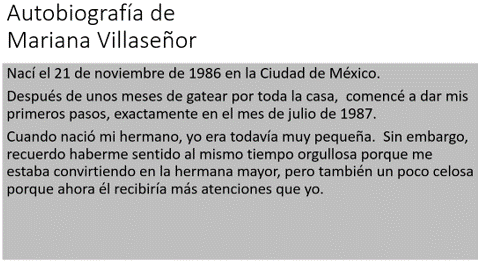 Autobiografía de
Mariana Villaseñor
Nací el 21 de noviembre de 1986 en la Ciudad de México.
Después de unos meses de gatear por toda la casa, comencé a dar mis
primeros pasos, exactamente en el mes de julio de 1987.
Cuando nació mi hermano, yo era todavía muy pequeña. Sin embargo,
recuerdo haberme sentido al mismo tiempo orgullosa porque me
estaba convirtiendo en la hermana mayor, pero también un poco celosa
porque ahora él recibiría más atenciones que yo.